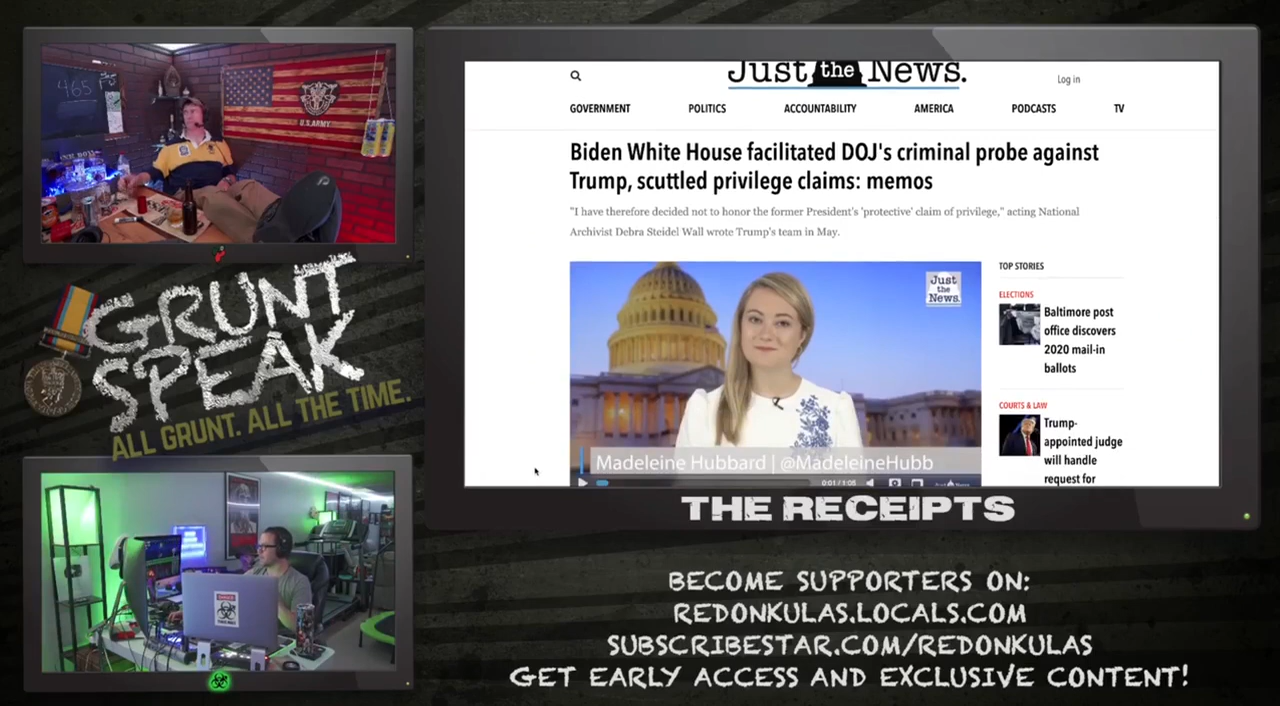 465
U.S. ARMY
GRUNT
SPEAK
ALL GRUNT. ALL THE TIME.
Just the News.
Log in
GOVERNMENT POLITICS ACCOUNTABILITY AMERICA PODCASTS TV
Biden White House facilitated DOJ's criminal probe against
Trump, scuttled privilege claims: memos
"I have therefore decided not to honor the former President's 'protective' claim of privilege," acting National
Archivist Debra Steidel Wall wrote Trump's team in May.
Just
the
News.
Madeleine Hubbard | @MadeleineHubb
0:01 / 1:05
TOP STORIES
ELECTIONS
Baltimore post
office discovers
2020 mail-in
ballots
COURTS & LAW
Trump-
appointed judge
will handle
request for
THE RECEIPTS
BECOME SUPPORTERS ON:
REDONKULAS.LOCALS.COM
SUBSCRIBESTAR.COM/REDONKULAS
GET EARLY ACCESS AND EXCLUSIVE CONTENT!